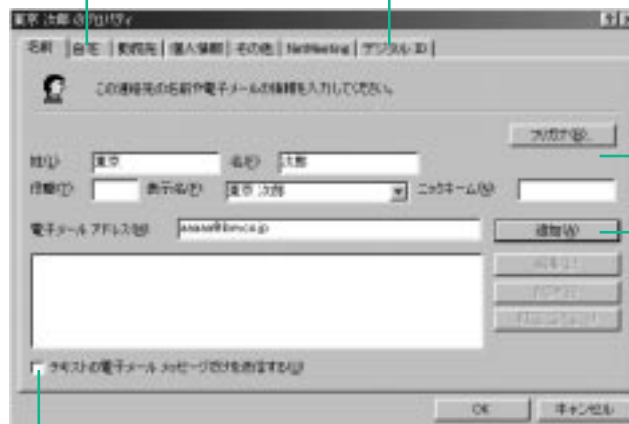 東京 次郎 のプロパティ
名前 自宅 勤務先 個人情報 その他 NetMeeting デジタル ID
この連絡先の名前や電子メールの情報を入力してください。
フリガナ(R)...
姓(L) 東京 名(F) 次郎
表示名(P) 東京 次郎 ニックネーム(N)
電子メール アドレス(M) 追加(A)
テキストの電子メール メッセージだけを送信する(U)
OK キャンセル